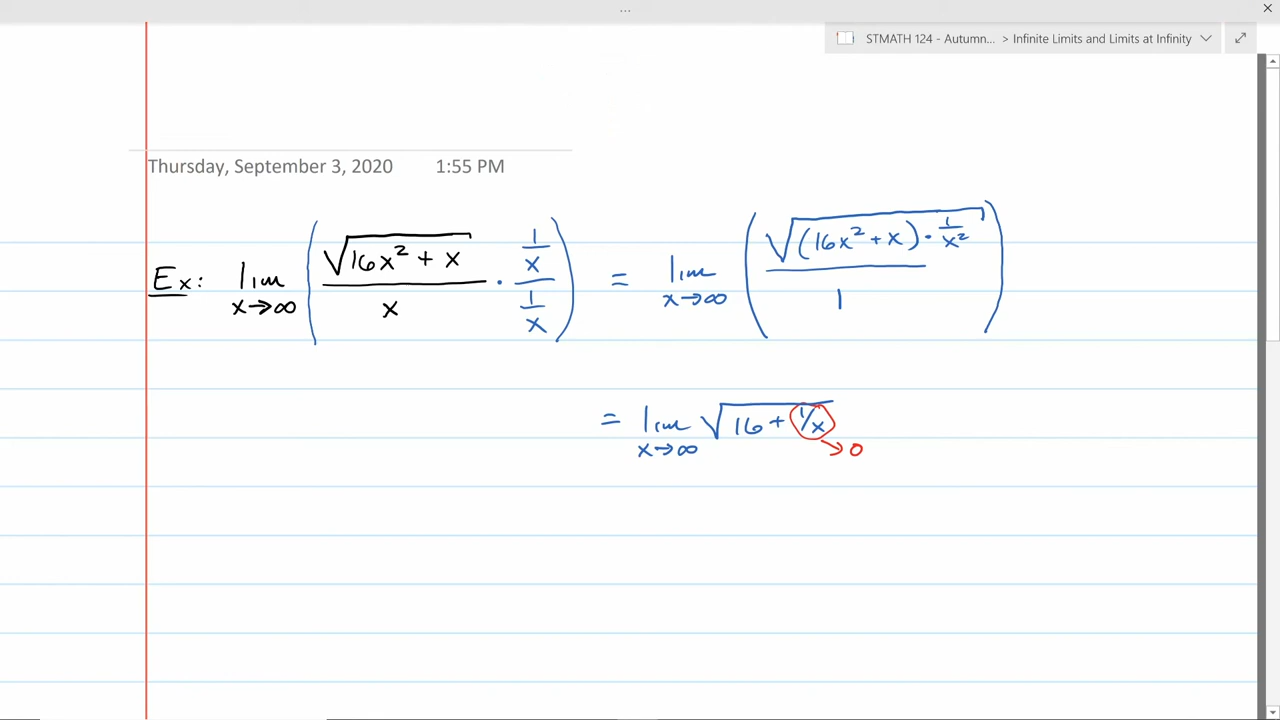 ...
STMATH 124 - Autumn... > Infinite Limits and Limits at Infinity
Thursday, September 3, 2020 1:55 PM
Ex: lim x→∞ (√(16x² + x) / x · (1/x) / (1/x)) = lim x→∞ (√((16x² + x) · 1/x²) / 1)
= lim x→∞ √(16 + 1/x) → 0